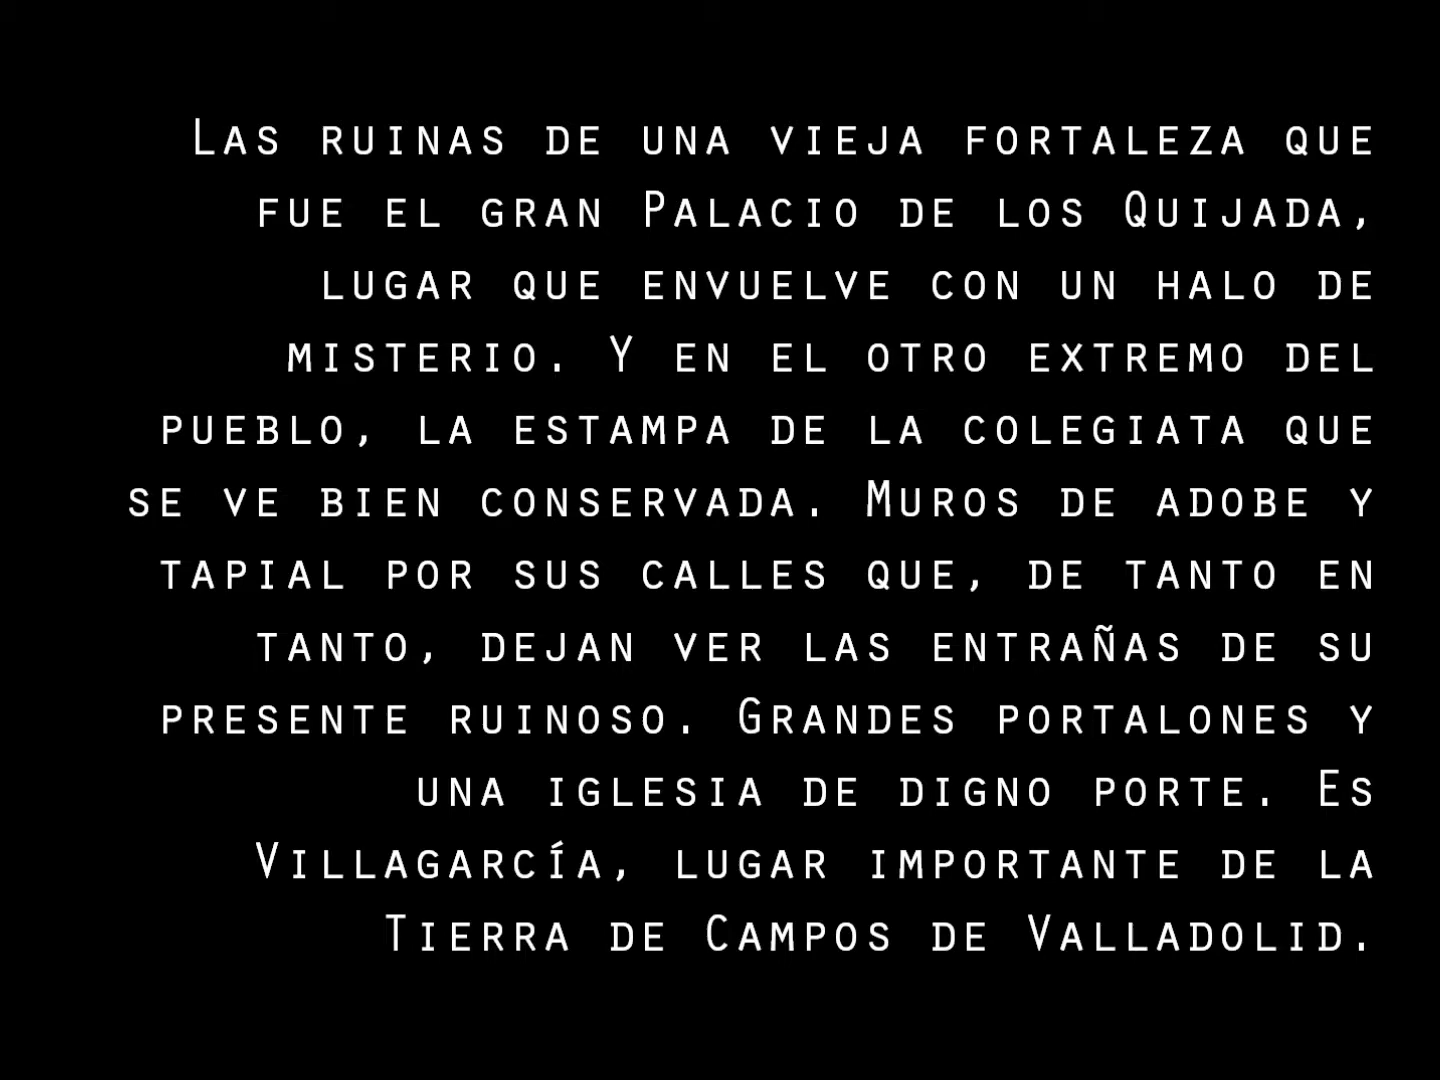 Las ruinas de una vieja fortaleza que
fue el gran Palacio de los Quijada,
lugar que envuelve con un halo de
misterio. Y en el otro extremo del
pueblo, la estampa de la colegiata que
se ve bien conservada. Muros de adobe y
tapial por sus calles que, de tanto en
tanto, dejan ver las entrañas de su
presente ruinoso. Grandes portalones y
una iglesia de digno porte. Es
Villagarcía, lugar importante de la
Tierra de Campos de Valladolid.